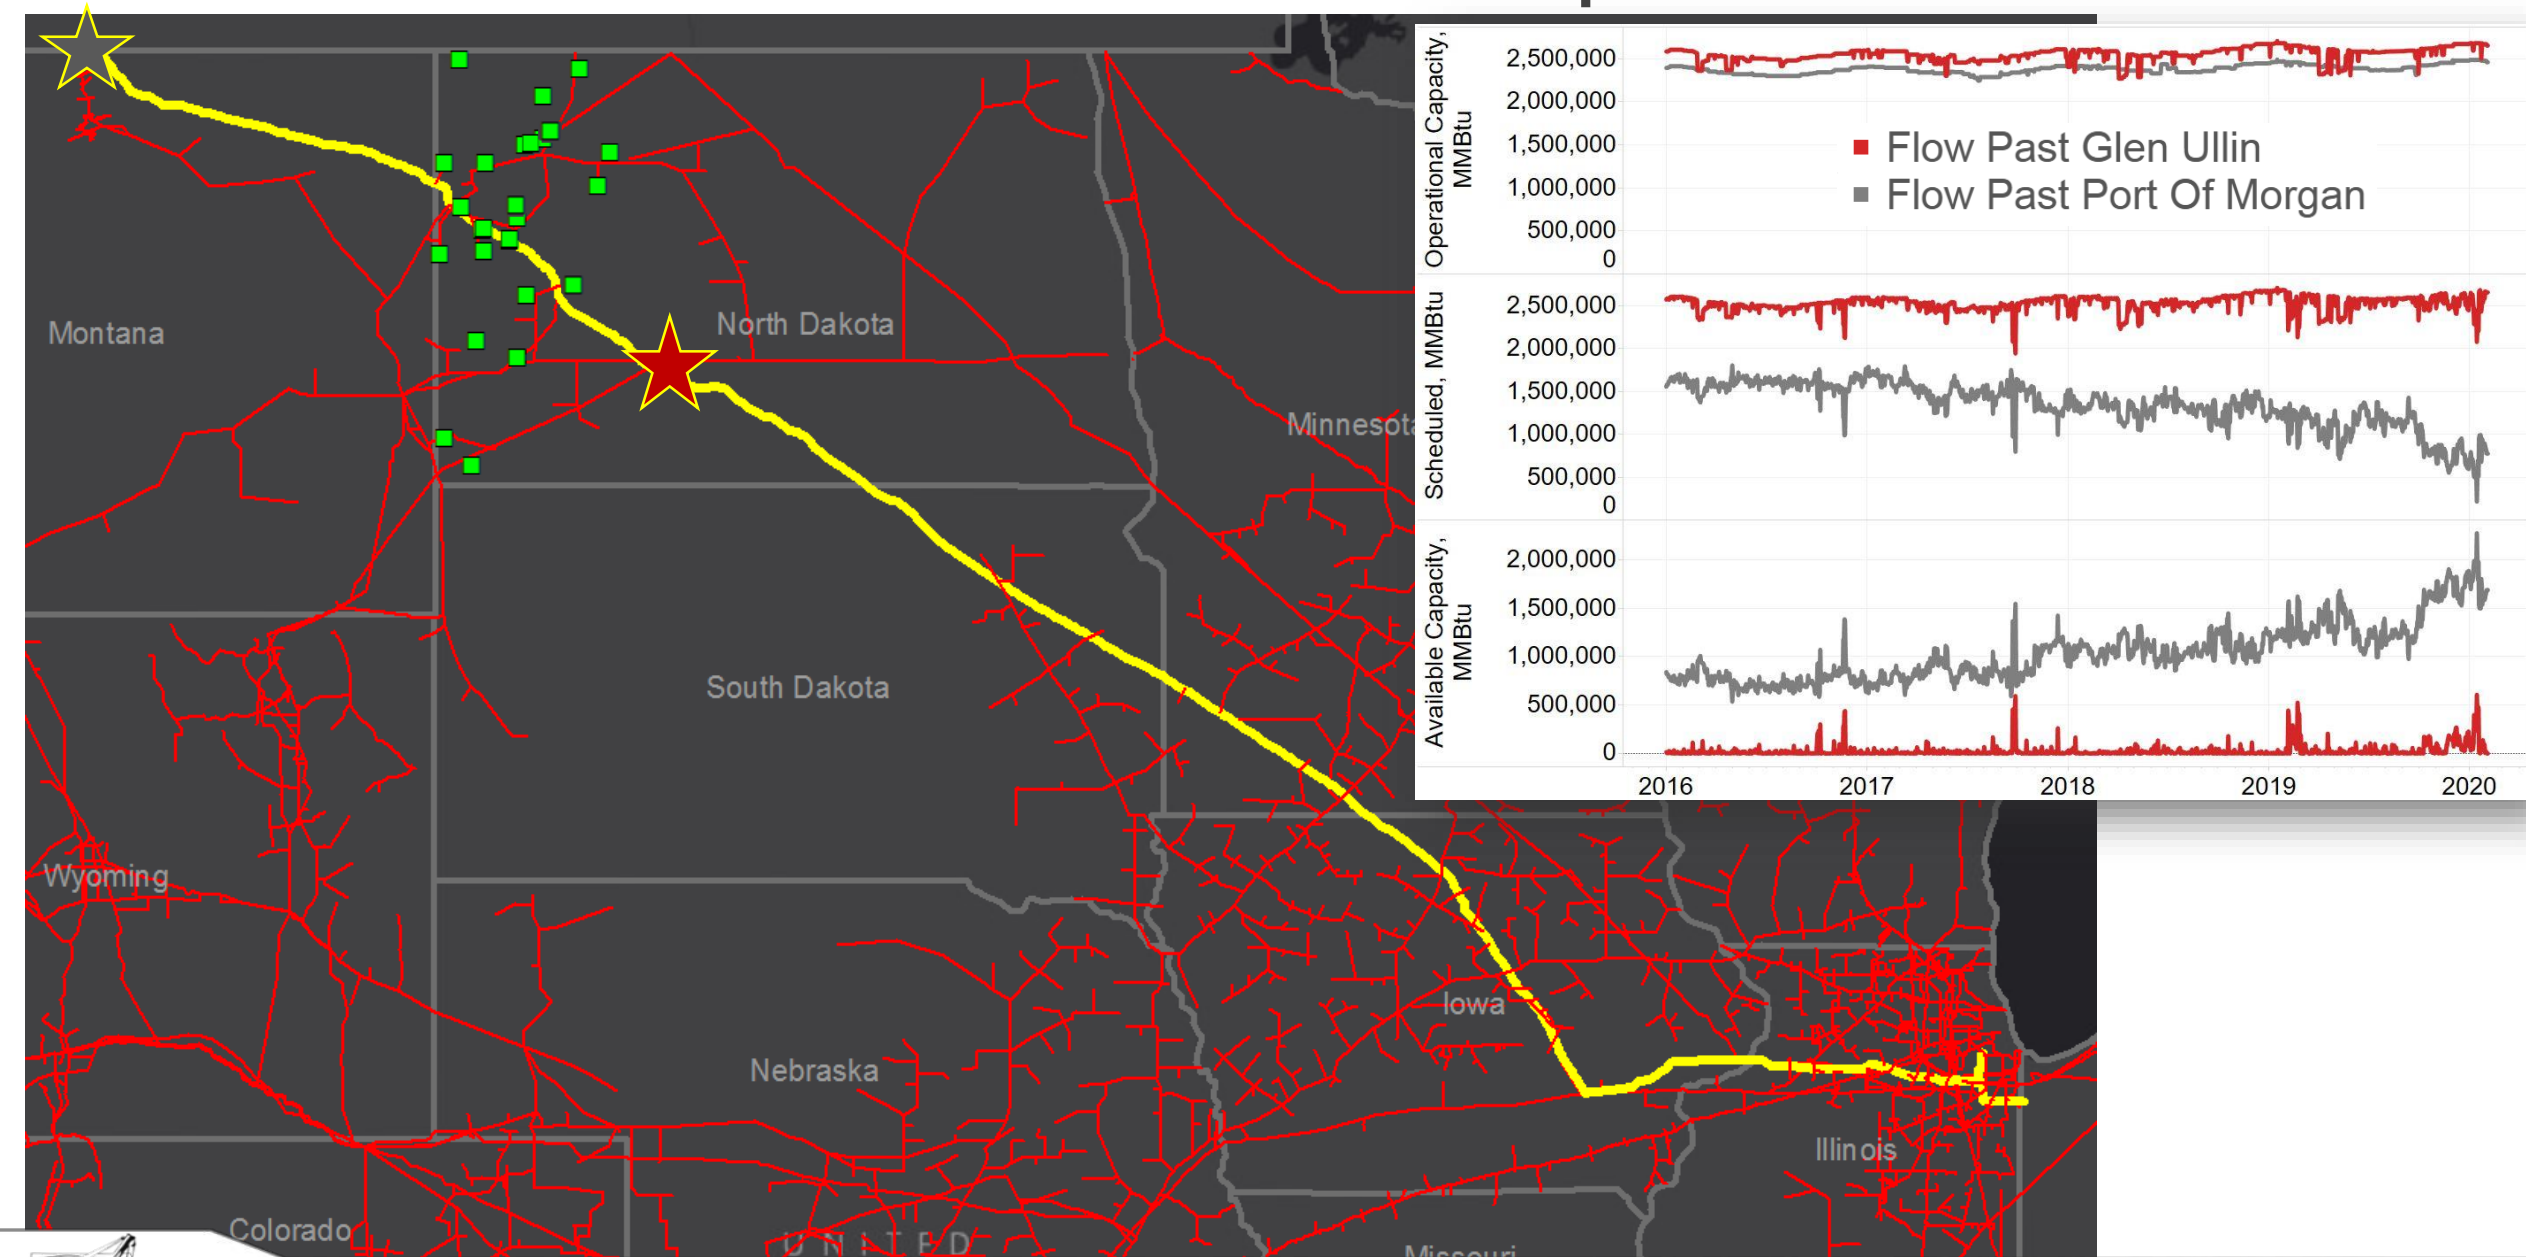 Montana
North Dakota
Minnesota
South Dakota
Wyoming
Iowa
Nebraska
Illinois
Colorado
UNITED
Missouri
Operational Capacity,
MMBtu
2,500,000
2,000,000
1,500,000
1,000,000
500,000
0
Flow Past Glen Ullin
Flow Past Port Of Morgan
Scheduled, MMBtu
2,500,000
2,000,000
1,500,000
1,000,000
500,000
0
Available Capacity,
MMBtu
2,000,000
1,500,000
1,000,000
500,000
0
2016
2017
2018
2019
2020